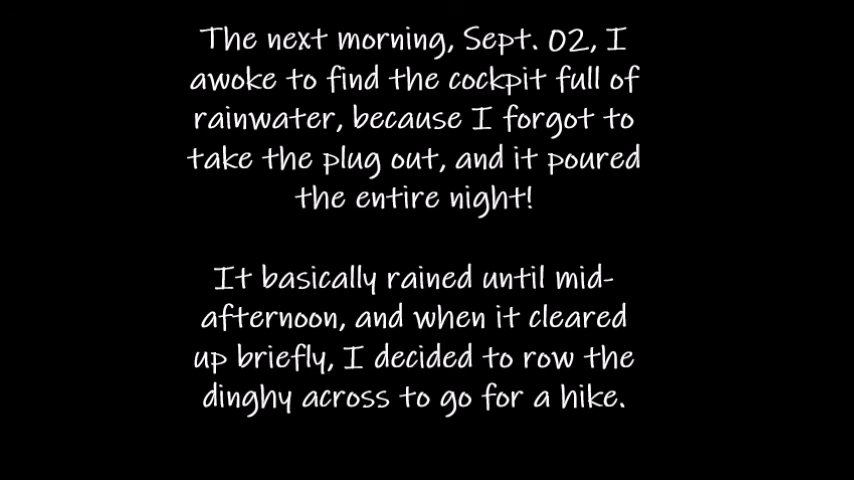 The next morning, Sept. 02, I
awoke to find the cockpit full of
rainwater, because I forgot to
take the plug out, and it poured
the entire night!
It basically rained until mid-
afternoon, and when it cleared
up briefly, I decided to row the
dinghy across to go for a hike.